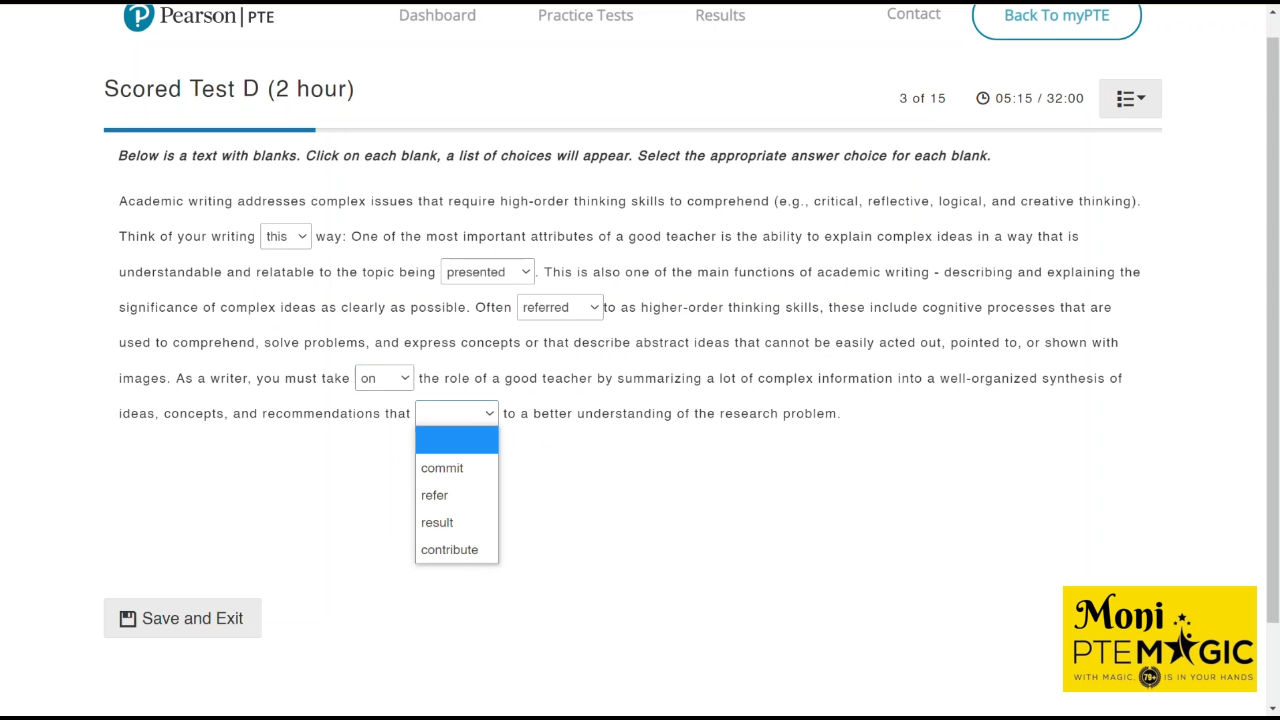 Pearson | PTE
Dashboard
Practice Tests
Results
Contact
Back To myPTE
Scored Test D (2 hour)
3 of 15
05:15 / 32:00
Below is a text with blanks. Click on each blank, a list of choices will appear. Select the appropriate answer choice for each blank.
Academic writing addresses complex issues that require high-order thinking skills to comprehend (e.g., critical, reflective, logical, and creative thinking).
Think of your writing this way: One of the most important attributes of a good teacher is the ability to explain complex ideas in a way that is
understandable and relatable to the topic being presented . This is also one of the main functions of academic writing - describing and explaining the
significance of complex ideas as clearly as possible. Often referred to as higher-order thinking skills, these include cognitive processes that are
used to comprehend, solve problems, and express concepts or that describe abstract ideas that cannot be easily acted out, pointed to, or shown with
images. As a writer, you must take on the role of a good teacher by summarizing a lot of complex information into a well-organized synthesis of
ideas, concepts, and recommendations that to a better understanding of the research problem.
commit
refer
result
contribute
Save and Exit
Moni
PTE MAGIC
WITH MAGIC, 79+ IS IN YOUR HANDS